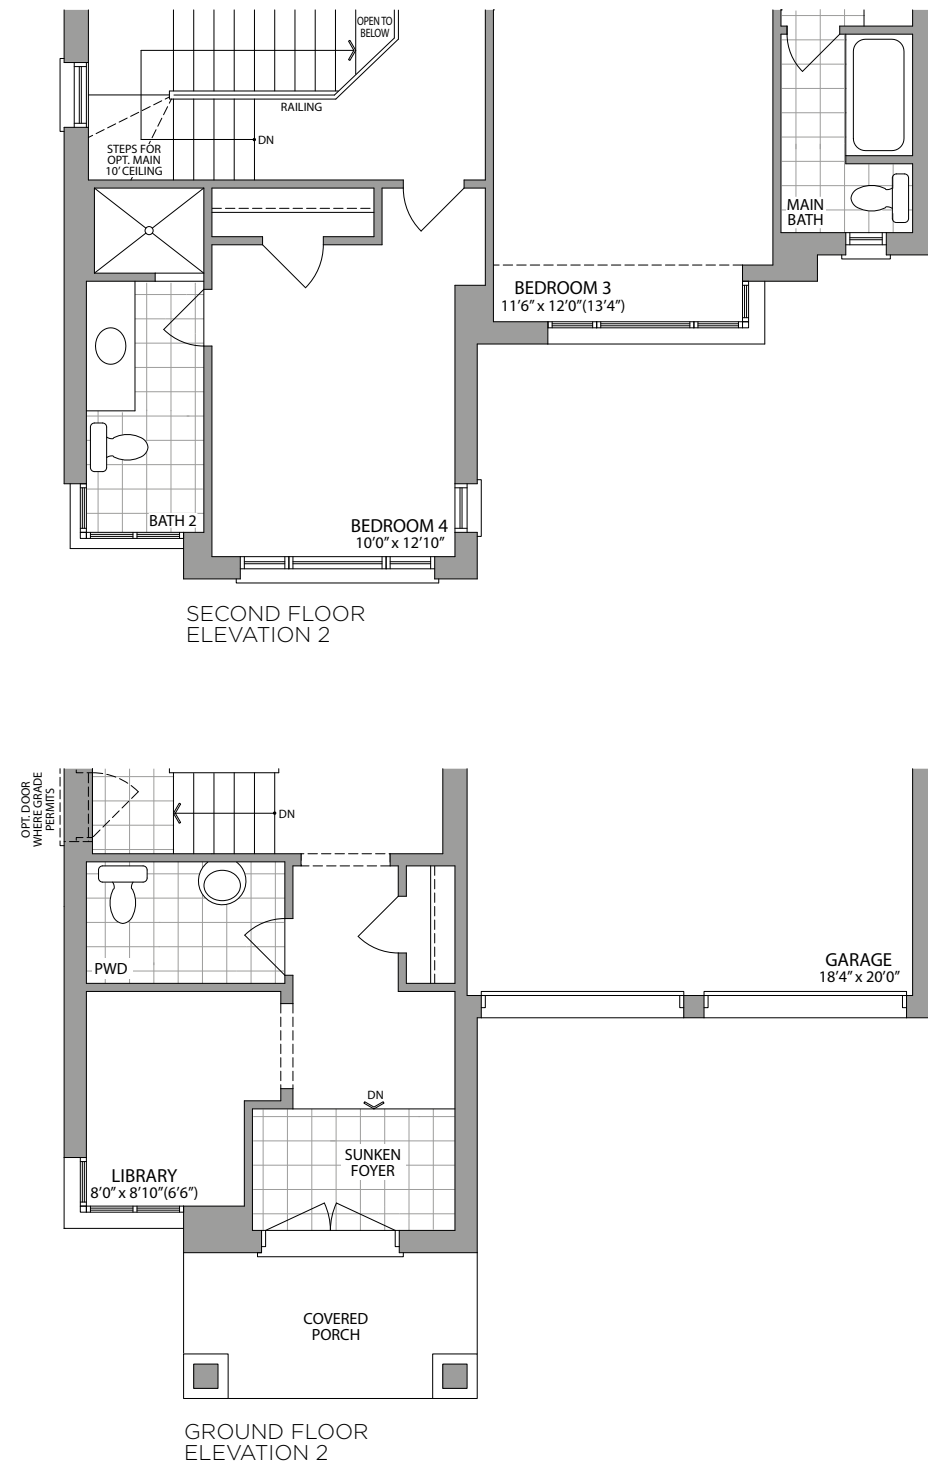 OPEN TO
BELOW
RAILING
DN
STEPS FOR
OPT. MAIN
10' CEILING
MAIN
BATH
BEDROOM 3
11'6" x 12'0"(13'4")
BATH 2
BEDROOM 4
10'0" x 12'10"
SECOND FLOOR
ELEVATION 2
OPT. DOOR
WHERE GRADE
PERMITS
DN
PWD
GARAGE
18'4" x 20'0"
DN
SUNKEN
FOYER
LIBRARY
8'0" x 8'10"(6'6")
COVERED
PORCH
GROUND FLOOR
ELEVATION 2